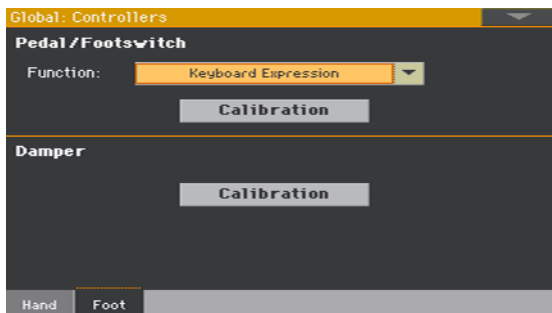 Global: Controllers
Pedal/Footswitch
Function: Keyboard Expression
Calibration
Damper
Calibration
Hand Foot